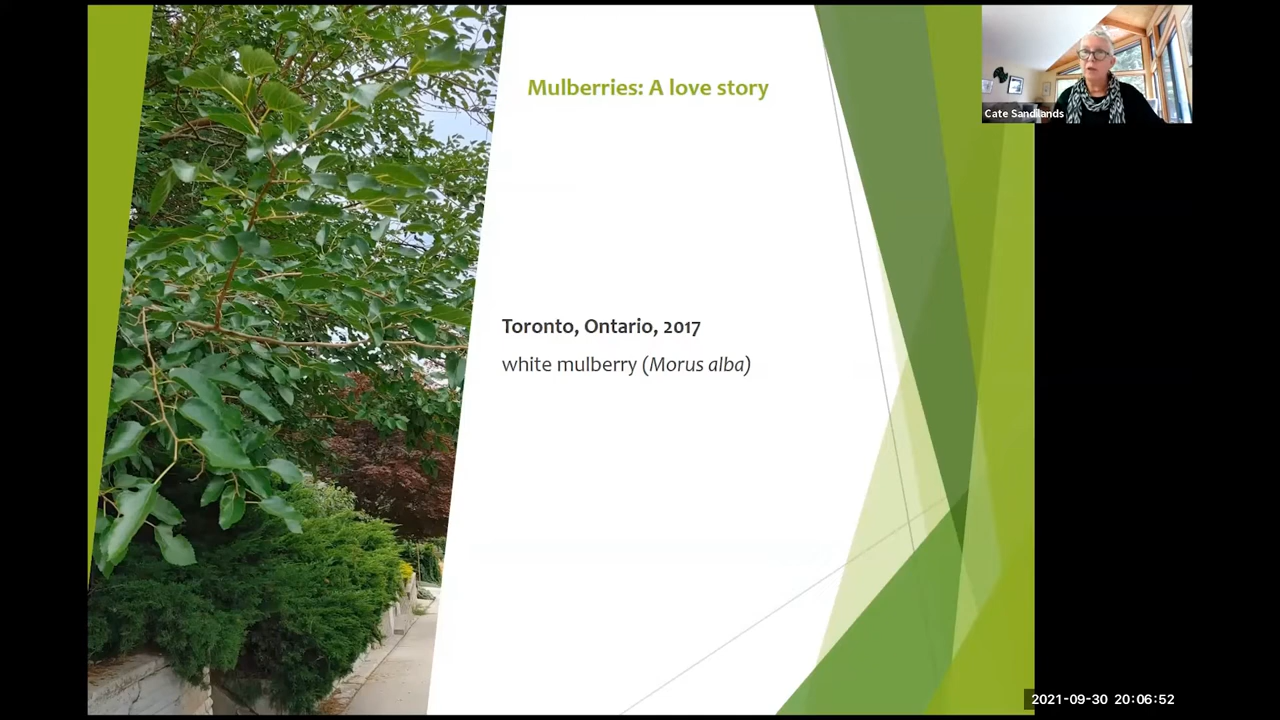 Mulberries: A love story
Cate Sandilands
Toronto, Ontario, 2017
white mulberry (Morus alba)
2021-09-30 20:06:52